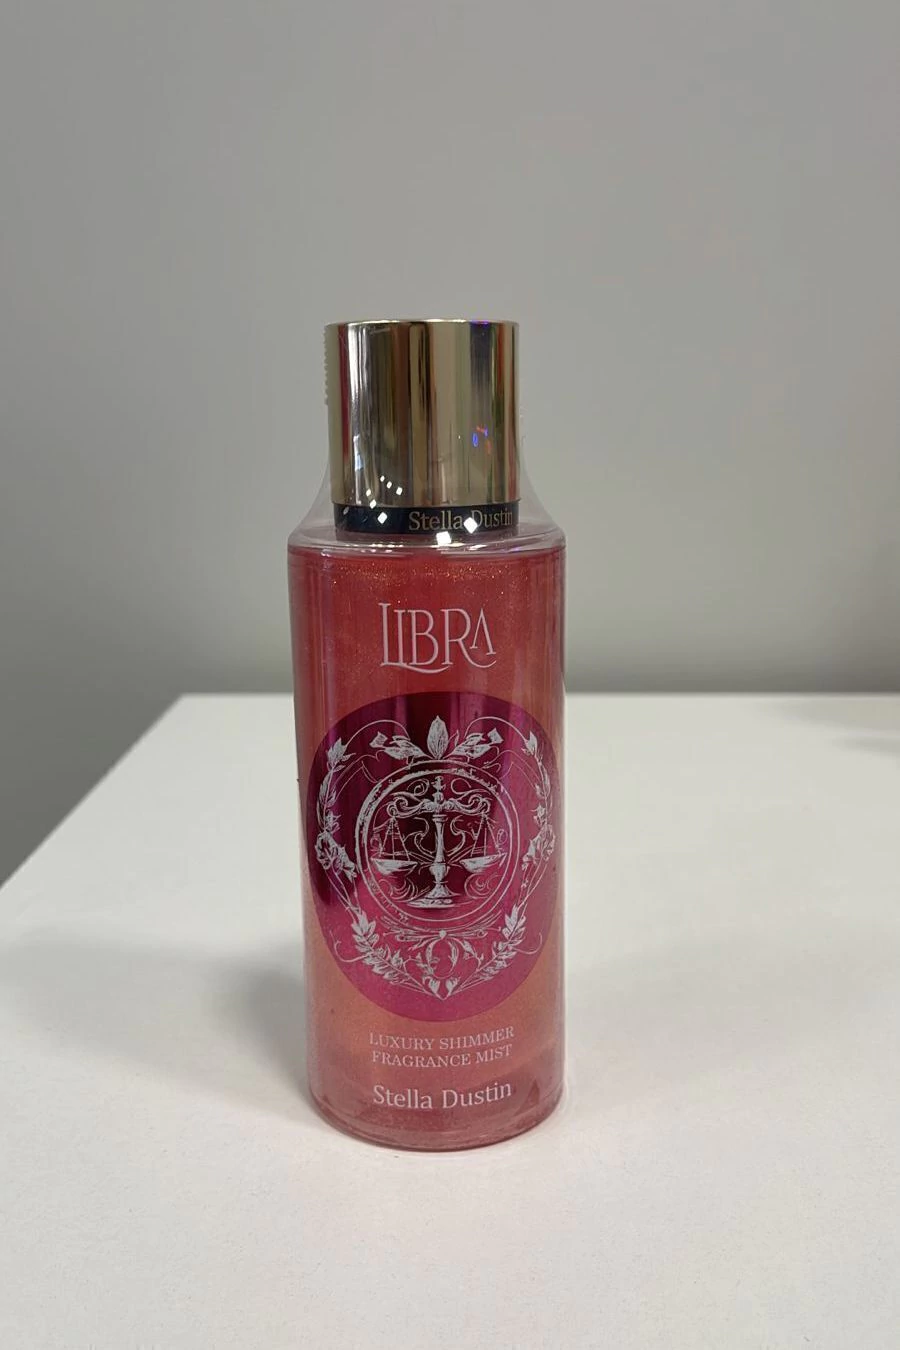 Stella Dustin
LIBRA
LUXURY SHIMMER
FRAGRANCE MIST
Stella Dustin